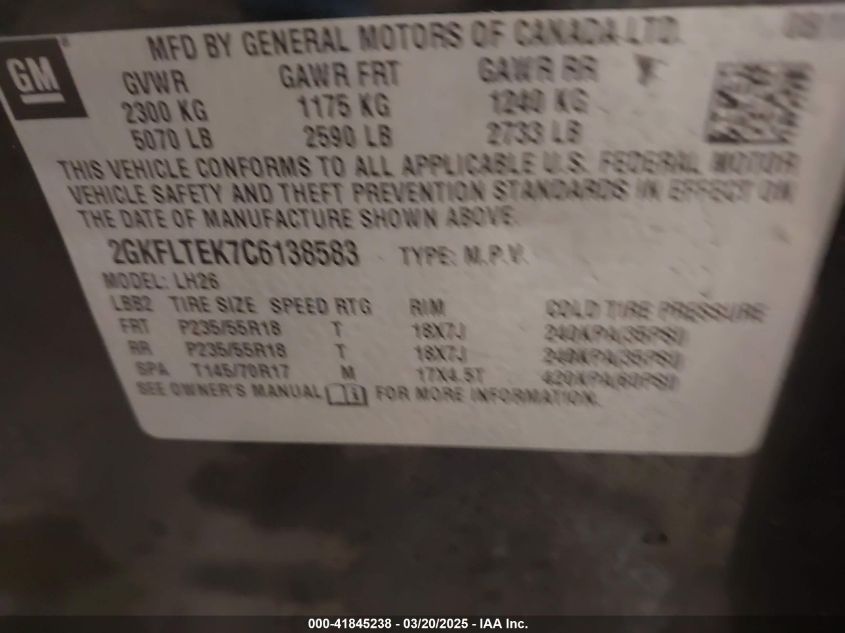 GM
MFD BY GENERAL MOTORS OF CANADA LTD.
GVWR GAWR FRT GAWR RR
2300 KG 1175 KG 1240 KG
5070 LB 2590 LB 2733 LB
THIS VEHICLE CONFORMS TO ALL APPLICABLE U.S. FEDERAL MOTOR
VEHICLE SAFETY AND THEFT PREVENTION STANDARDS IN EFFECT ON
THE DATE OF MANUFACTURE SHOWN ABOVE.
2GKFLTEK7C6138583 TYPE: M.P.V.
MODEL: LH26
LBB2 TIRE SIZE SPEED RTG RIM COLD TIRE PRESSURE
FRT P235/55R18 T 18X7J 240KPA(35PSI)
RR P235/55R18 T 18X7J 240KPA(35PSI)
SPA T145/70R17 M 17X4.5T 420KPA(60PSI)
SEE OWNER'S MANUAL FOR MORE INFORMATION.
000-41845238 - 03/20/2025 - IAA Inc.